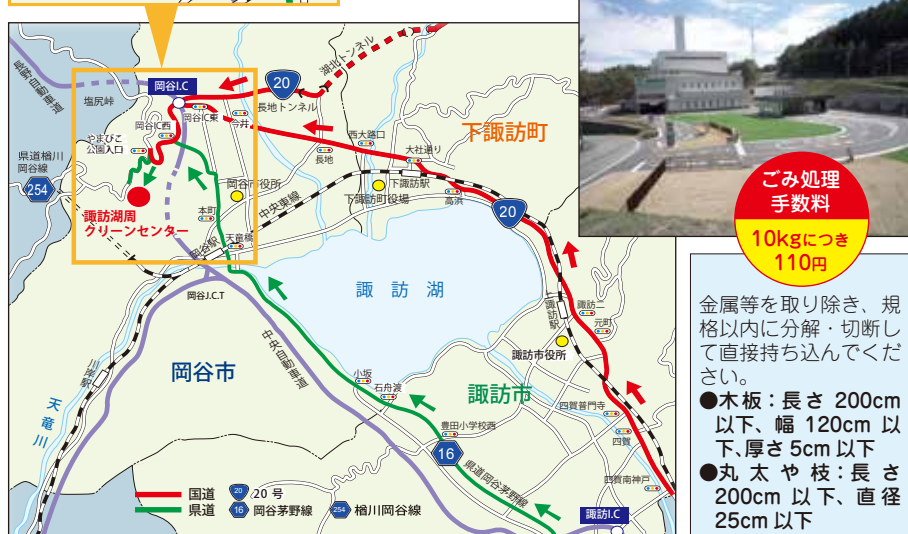 長野自動車道
塩尻峠
岡谷I.C
20
湖北トンネル
長地トンネル
岡谷IC東
今井
岡谷IC西
やまびこ
公園入口
県道楢川
岡谷線
254
諏訪湖周
グリーンセンター
岡谷市役所
本町
天竜橋
岡谷駅
中央東線
長地
西大路口
大社通り
下諏訪町
下諏訪駅
下諏訪町役場
高浜
20
岡谷J.C.T
諏訪湖
上諏訪駅
諏訪二
元町
諏訪市役所
中央自動車道
岡谷市
川岸駅
天竜川
小坂
石舟渡
諏訪市
豊田小学校西
四賀普門寺
四賀
16
県道岡谷茅野線
四賀南神戸
諏訪I.C
国道 20 20号
県道 16 岡谷茅野線 254 楢川岡谷線
ごみ処理
手数料
10kgにつき
110円
金属等を取り除き、規
格以内に分解・切断し
て直接持ち込んでくだ
さい。
●木板：長さ 200cm
以下、幅 120cm 以
下、厚さ 5cm 以下
●丸太や枝：長さ
200cm 以下、直径
25cm 以下